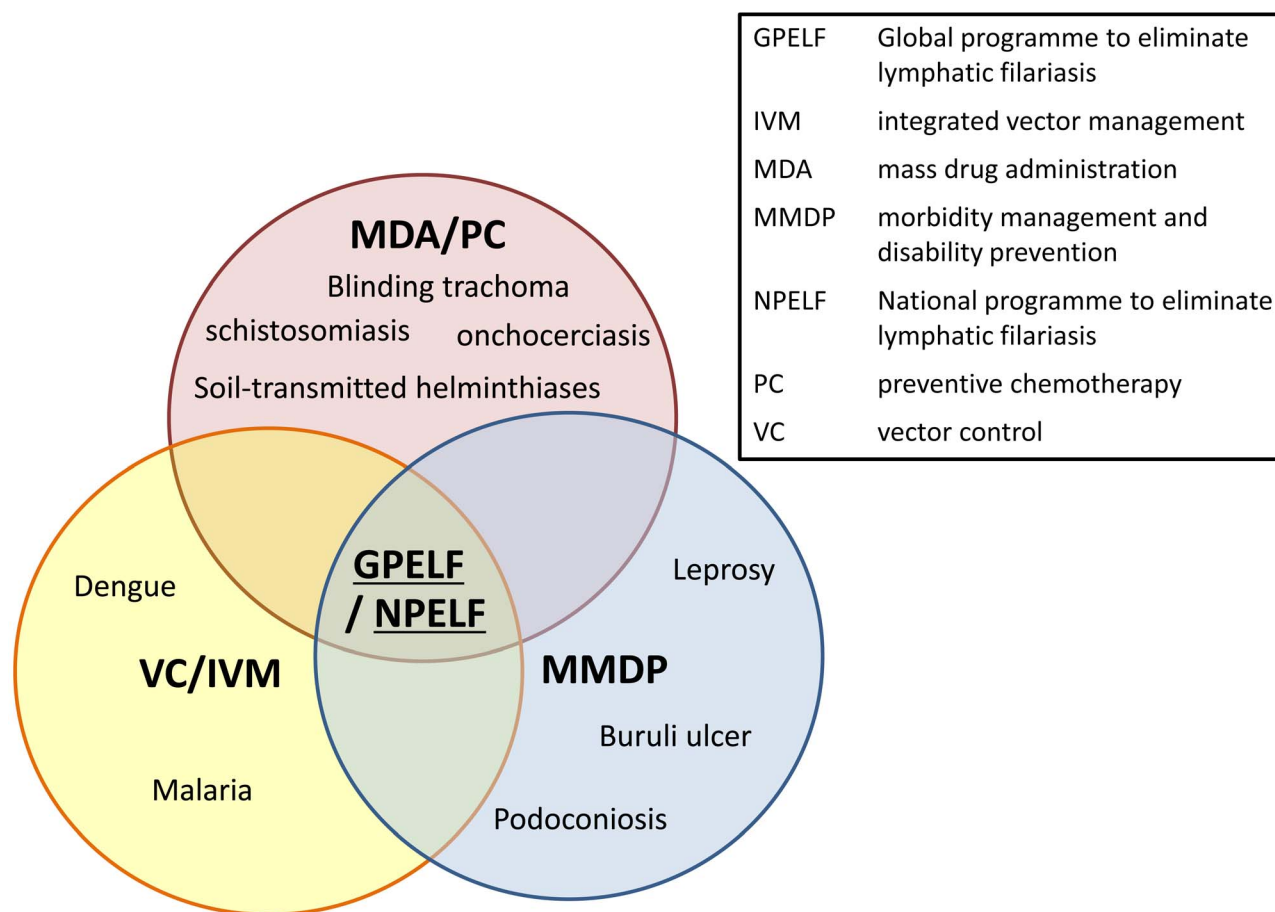 MDA/PC
Blinding trachoma
schistosomiasis onchocerciasis
Soil-transmitted helminthiases
GPELF
/ NPELF
Dengue
VC/IVM
Malaria
Leprosy
MMDP
Buruli ulcer
Podoconiosis
GPELF Global programme to eliminate
lymphatic filariasis
IVM integrated vector management
MDA mass drug administration
MMDP morbidity management and
disability prevention
NPELF National programme to eliminate
lymphatic filariasis
PC preventive chemotherapy
VC vector control